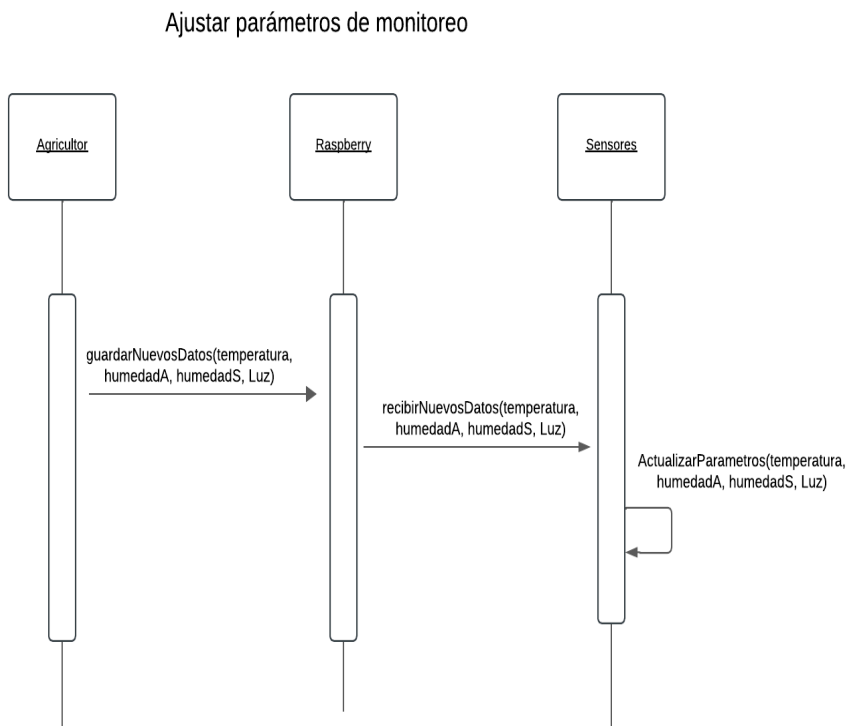 Ajustar parámetros de monitoreo
Agricultor
Raspberry
Sensores
guardarNuevosDatos(temperatura,
humedadA, humedadS, Luz)
recibirNuevosDatos(temperatura,
humedadA, humedadS, Luz)
ActualizarParametros(temperatura,
humedadA, humedadS, Luz)